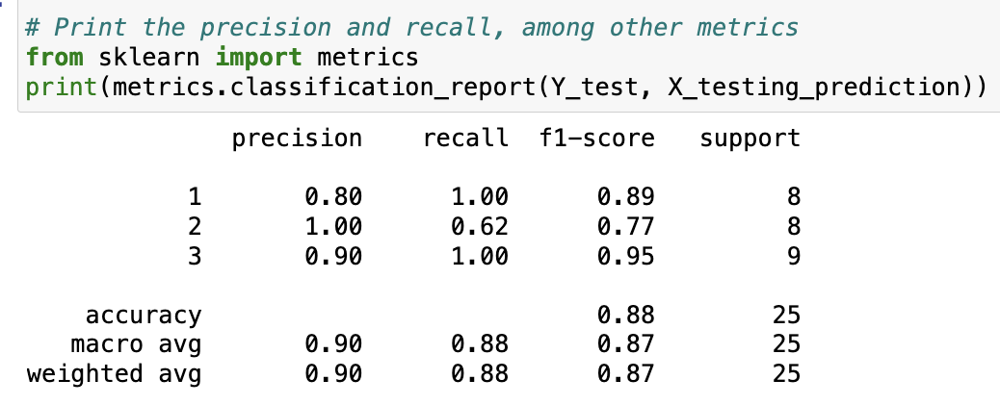 # Print the precision and recall, among other metrics
from sklearn import metrics
print(metrics.classification_report(Y_test, X_testing_prediction))
precision recall f1-score support
1 0.80 1.00 0.89 8
2 1.00 0.62 0.77 8
3 0.90 1.00 0.95 9
accuracy 0.88 25
macro avg 0.90 0.88 0.87 25
weighted avg 0.90 0.88 0.87 25